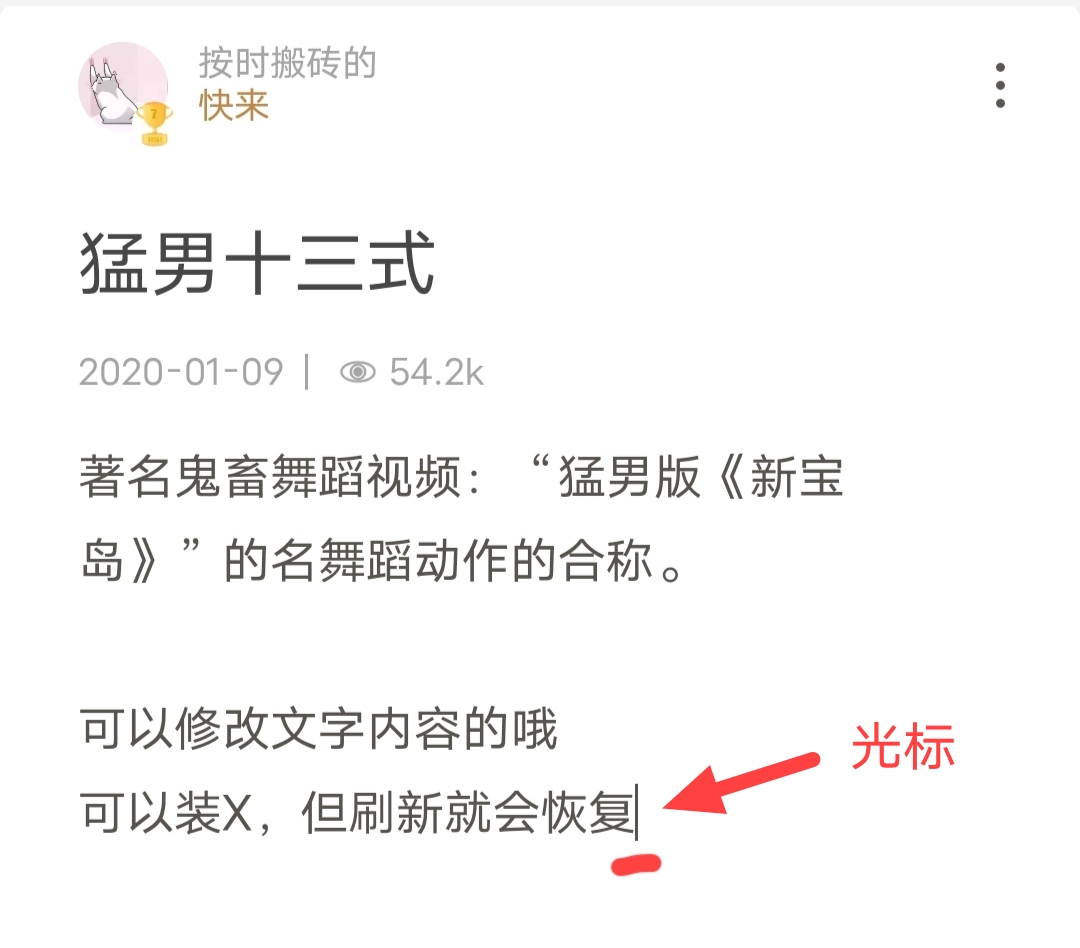 按时搬砖的
快来
7
猛男十三式
2020-01-09 | 54.2k
著名鬼畜舞蹈视频：“猛男版《新宝
岛》”的名舞蹈动作的合称。
可以修改文字内容的哦
光标
可以装X，但刷新就会恢复